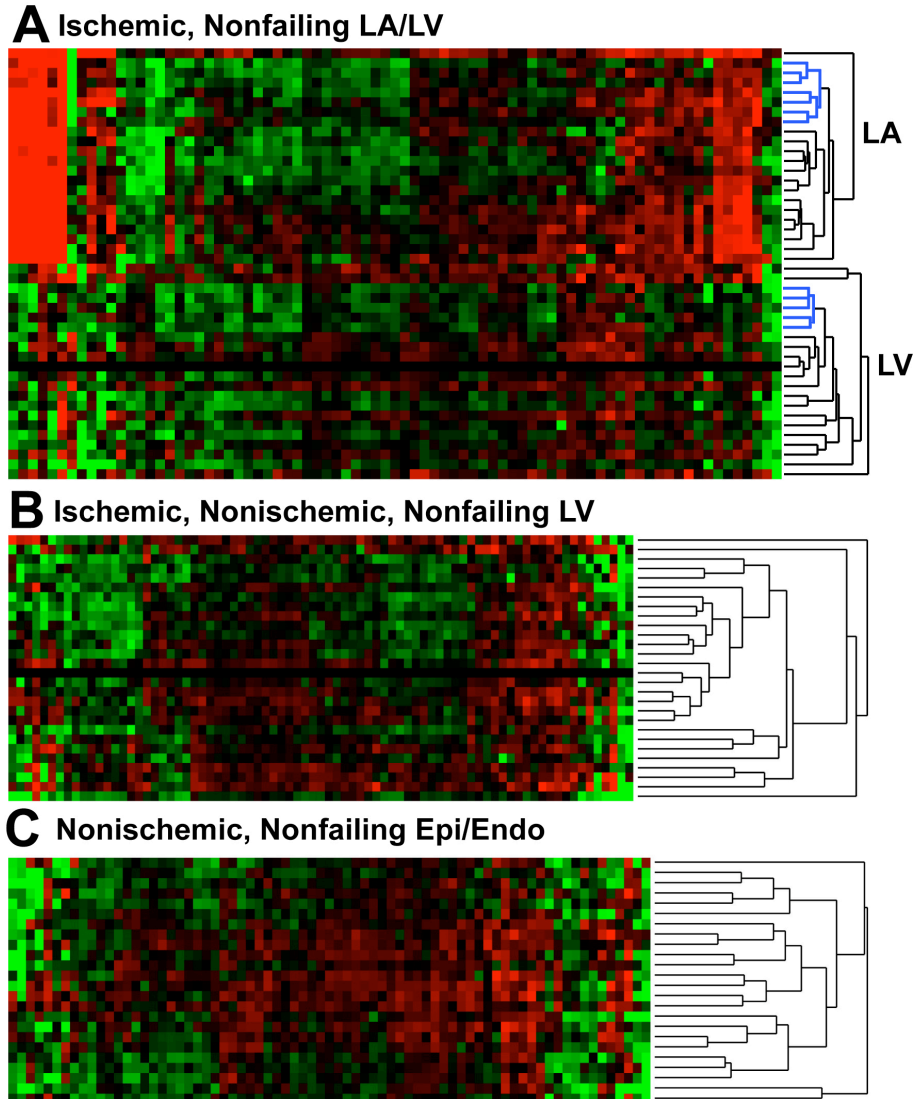 A Ischemic, Nonfailing LA/LV
LA
LV
B Ischemic, Nonischemic, Nonfailing LV
C Nonischemic, Nonfailing Epi/Endo